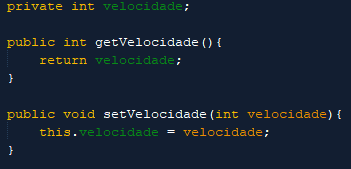 private int velocidade;
public int getVelocidade(){
return velocidade;
}
public void setVelocidade(int velocidade){
this.velocidade = velocidade;
}